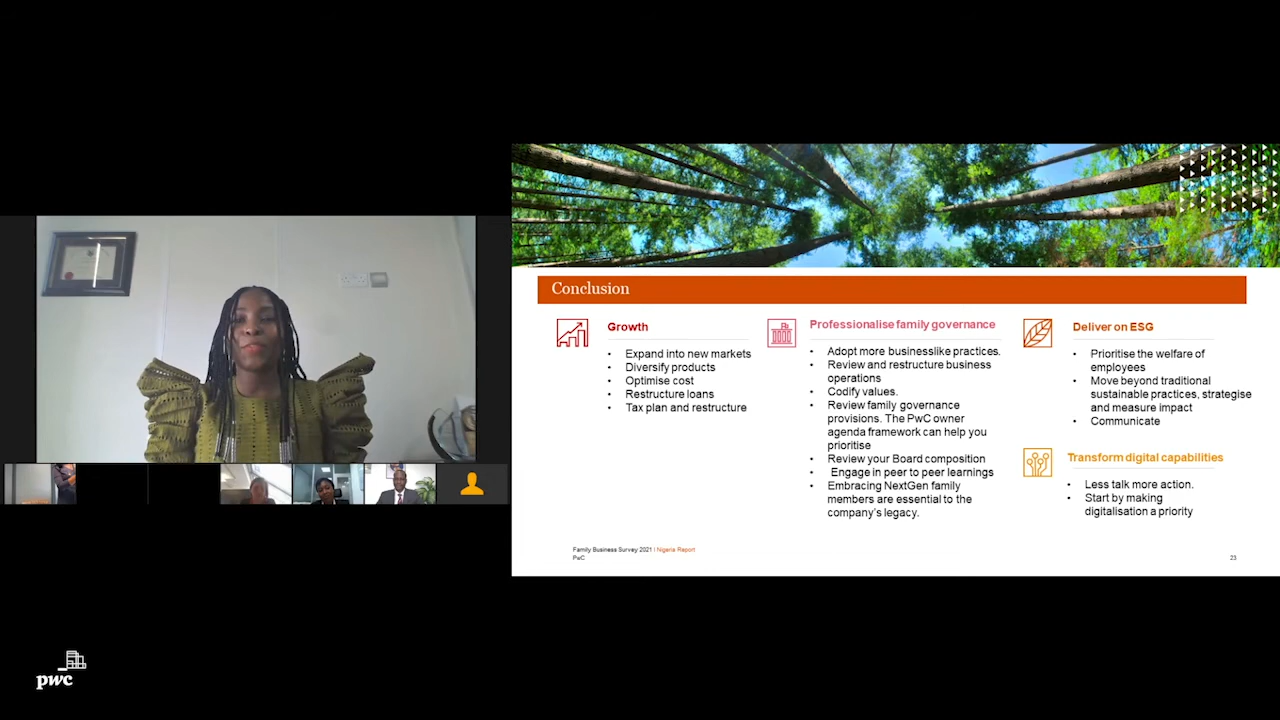 Conclusion
Growth
Expand into new markets
Diversify products
Optimise cost
Restructure loans
Tax plan and restructure
Professionalise family governance
Adopt more businesslike practices.
Review and restructure business
operations
Codify values.
Review family governance
provisions. The PwC owner
agenda framework can help you
prioritise
Review your Board composition
Engage in peer to peer learnings
Embracing NextGen family
members are essential to the
company's legacy.
Deliver on ESG
Prioritise the welfare of
employees
Move beyond traditional
sustainable practices, strategise
and measure impact
Communicate
Transform digital capabilities
Less talk more action.
Start by making
digitalisation a priority
Family Business Survey 2021 I Nigeria Report
PwC
23
pwc